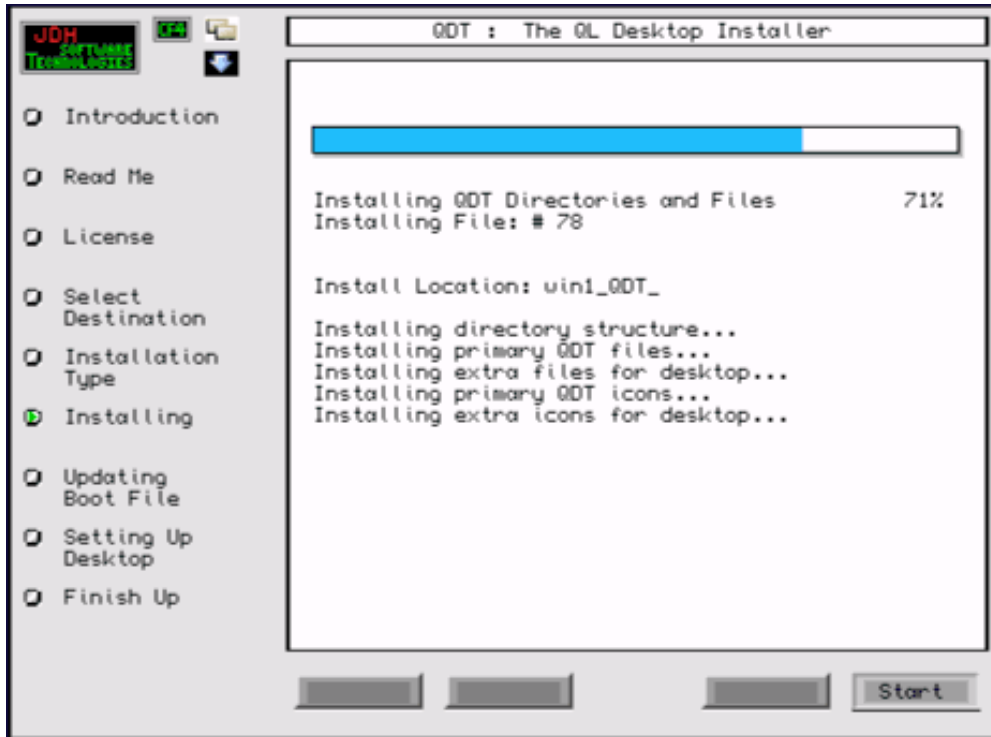 JDH
SOFTWARE
TECHNOLOGIES
CF4
QDT : The QL Desktop Installer
Introduction
Read Me
License
Select
Destination
Installation
Type
Installing
Updating
Boot File
Setting Up
Desktop
Finish Up
Installing QDT Directories and Files 71%
Installing File: # 78
Install Location: win1_QDT_
Installing directory structure...
Installing primary QDT files...
Installing extra files for desktop...
Installing primary QDT icons...
Installing extra icons for desktop...
Start